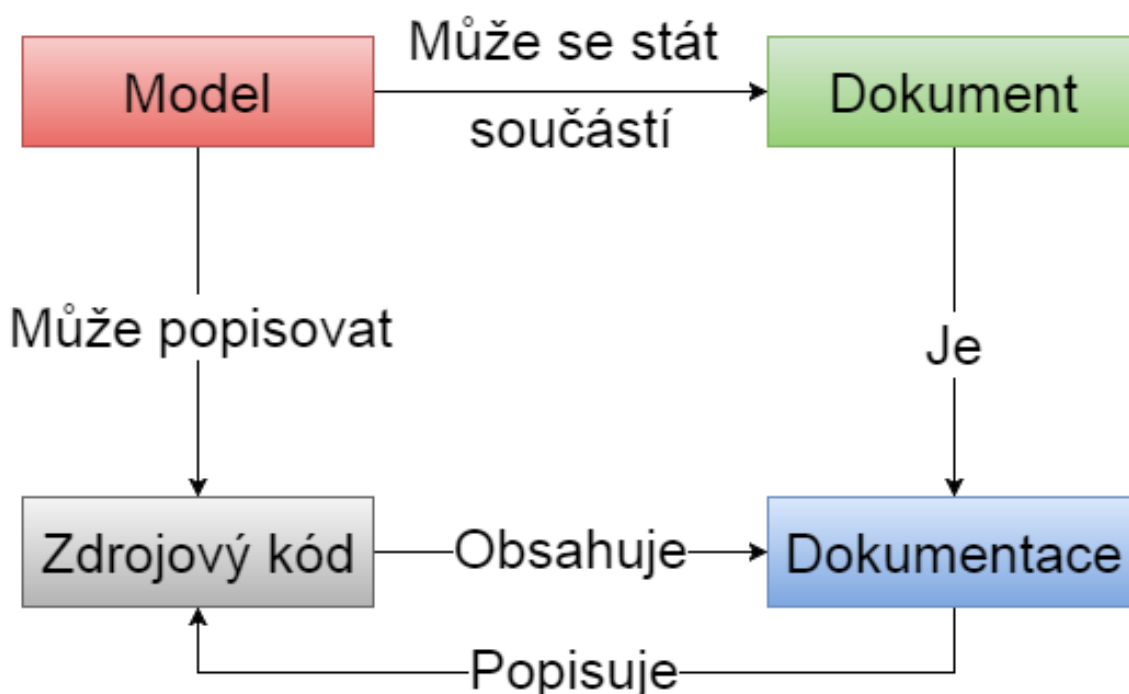 Model
Může se stát
součástí
Dokument
Může popisovat
Je
Zdrojový kód
Obsahuje
Dokumentace
Popisuje